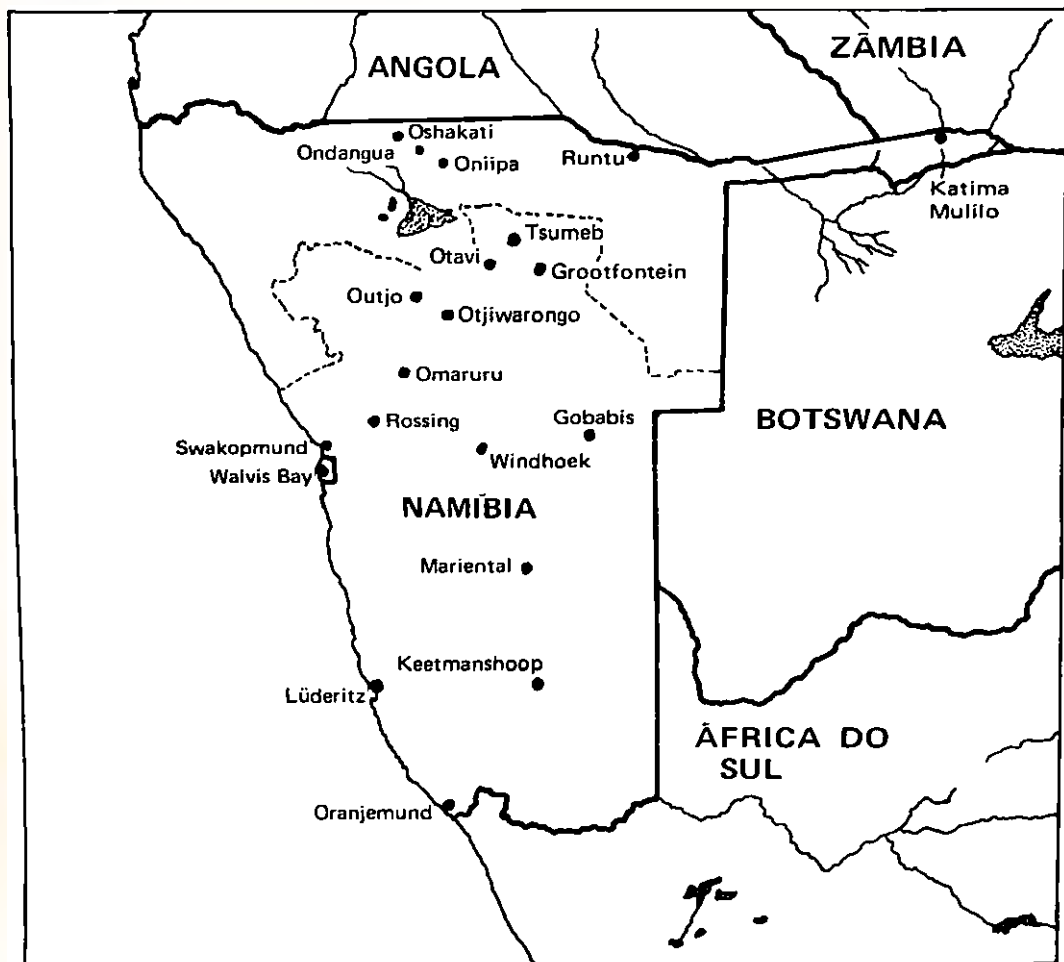 ZÂMBIA
ANGOLA
Oshakati
Ondangua
Oniipa
Runtu
Katima
Mulilo
Tsumeb
Otavi
Grootfontein
Outjo
Otjiwarongo
Omaruru
BOTSWANA
Rossing
Gobabis
Swakopmund
Windhoek
Walvis Bay
NAMÍBIA
Mariental
Keetmanshoop
Lüderitz
ÁFRICA DO
SUL
Oranjemund